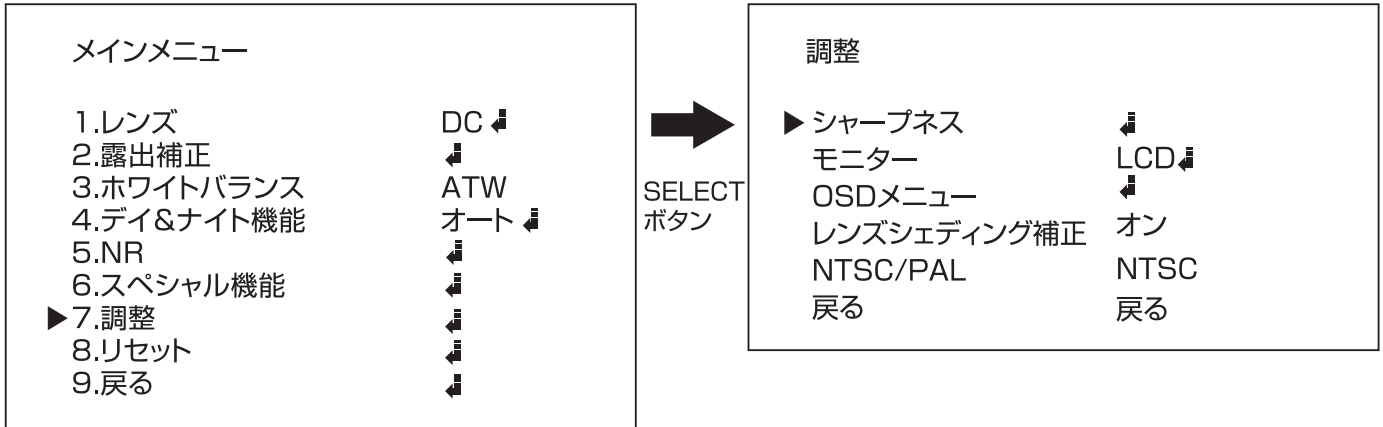 メインメニュー
1.レンズ DC
2.露出補正
3.ホワイトバランス ATW
4.デイ&ナイト機能 オート
5.NR
6.スペシャル機能
▶7.調整
8.リセット
9.戻る
SELECT
ボタン
調整
▶シャープネス
モニター LCD
OSDメニュー
レンズシェディング補正 オン
NTSC/PAL NTSC
戻る 戻る